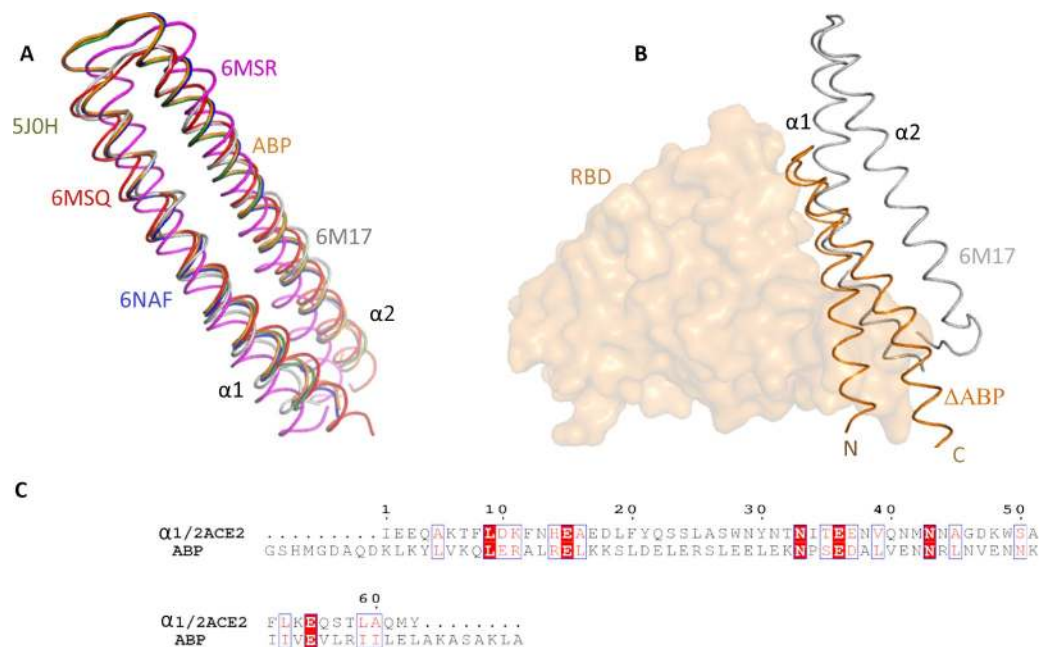 A
6MSR
5J0H
ABP
6MSQ
6M17
6NAF
α2
α1
B
α1
α2
RBD
6M17
ΔABP
N
C
C
1 10 20 30 40 50
α1/2ACE2 .........IEEQAKTFLDKFNHEAEDLFYQSSLASWNYNTNITEENVQNMNNAGDKWSA
ABP GSHMGDAQDKLKYLVKQLERALRELKKSLDELERSLEELEKNPSEDALVENNRLNVENNK
60
α1/2ACE2 FLKEQSTLAQMY........
ABP IIVEVLRIILELAKASAKLA